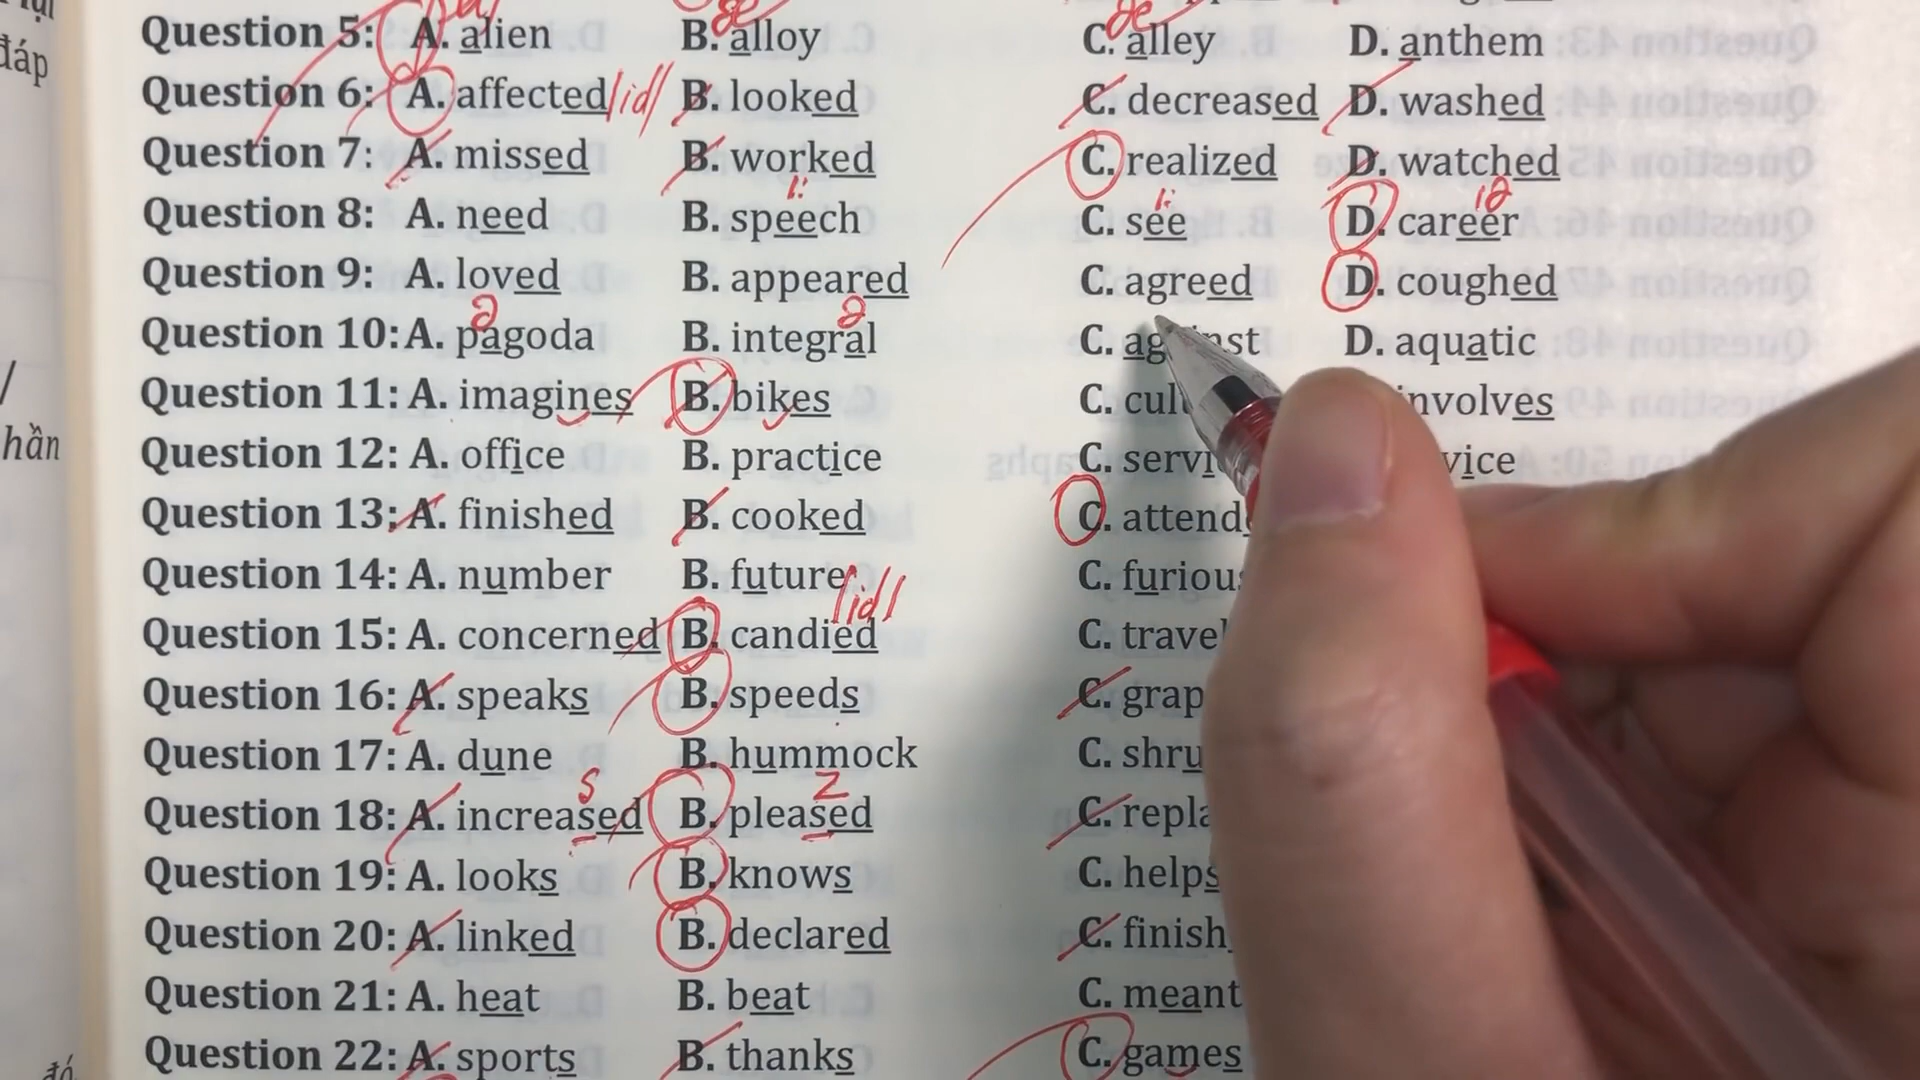 đáp
hần
Question 5: A. alien B. alloy C. alley D. anthem
æ æ
Question 6: A. affected /id/ B. looked C. decreased D. washed
Question 7: A. missed B. worked C. realized D. watched
i: i: iə
Question 8: A. need B. speech C. see D. career
Question 9: A. loved B. appeared C. agreed D. coughed
ə ə
Question 10: A. pagoda B. integral C. D. aquatic
Question 11: A. imagines B. bikes C. involves
Question 12: A. office B. practice C.
Question 13: A. finished B. cooked C.
Question 14: A. number B. future C.
/id/
Question 15: A. concerned B. candied C.
Question 16: A. speaks B. speeds C.
Question 17: A. dune B. hummock C.
s z
Question 18: A. increased B. pleased C.
Question 19: A. looks B. knows C. helps
Question 20: A. linked B. declared C.
Question 21: A. heat B. beat C. meant
Question 22: A. sports B. thanks C. games